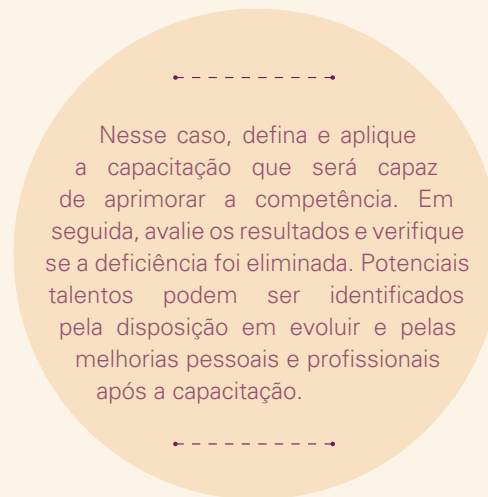 Nesse caso, defina e aplique
a capacitação que será capaz
de aprimorar a competência. Em
seguida, avalie os resultados e verifique
se a deficiência foi eliminada. Potenciais
talentos podem ser identificados
pela disposição em evoluir e pelas
melhorias pessoais e profissionais
após a capacitação.